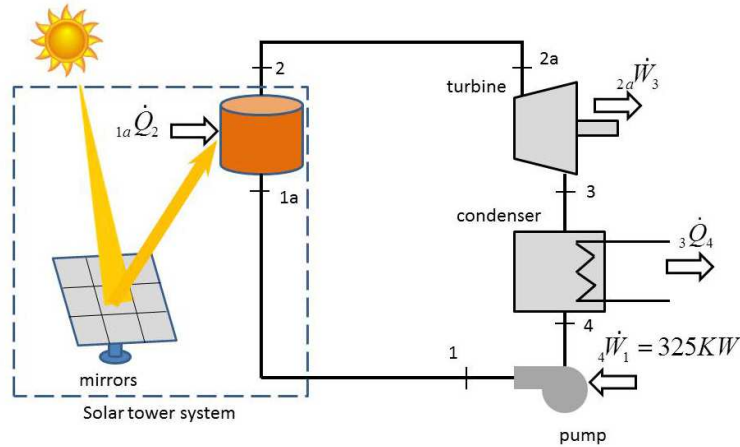 2
2a
turbine
₂ₐẆ₃
₁ₐQ̇₂
1a
3
condenser
₃Q̇₄
4
1
₄Ẇ₁ = 325KW
mirrors
Solar tower system
pump